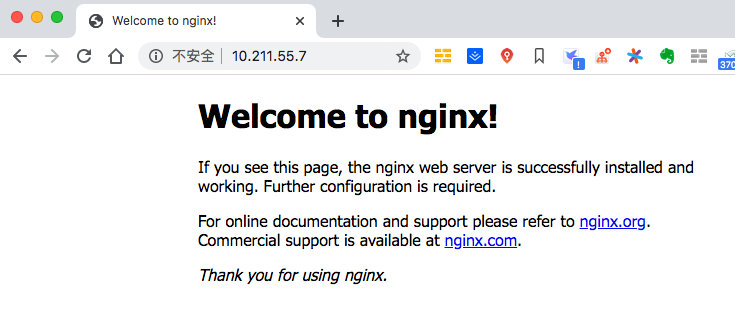 Welcome to nginx!
不安全 10.211.55.7
!
370
Welcome to nginx!
If you see this page, the nginx web server is successfully installed and
working. Further configuration is required.
For online documentation and support please refer to nginx.org.
Commercial support is available at nginx.com.
Thank you for using nginx.